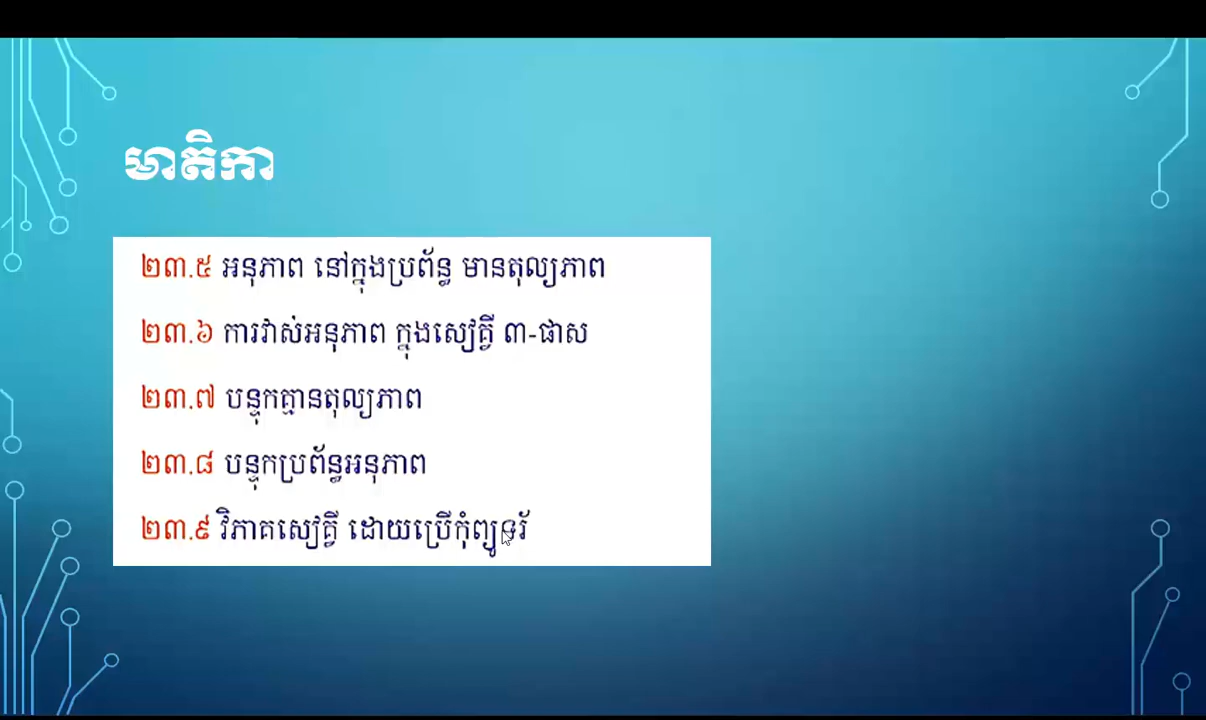 មាតិកា
២៣.៥ អនុភាព នៅក្នុងប្រព័ន្ធ មានតុល្យភាព
២៣.៦ ការវាស់អនុភាព ក្នុងសៀគ្វី ៣-ផាស
២៣.៧ បន្ទុកគ្មានតុល្យភាព
២៣.៨ បន្ទុកប្រព័ន្ធអនុភាព
២៣.៩ វិភាគសៀគ្វី ដោយប្រើកុំព្យូទរ័